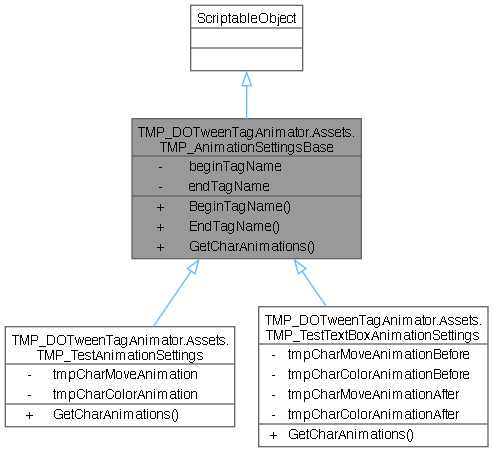 ScriptableObject
TMP_DOTweenTagAnimator.Assets.
TMP_AnimationSettingsBase
- beginTagName
- endTagName
+ BeginTagName()
+ EndTagName()
+ GetCharAnimations()
TMP_DOTweenTagAnimator.Assets.
TMP_TestAnimationSettings
- tmpCharMoveAnimation
- tmpCharColorAnimation
+ GetCharAnimations()
TMP_DOTweenTagAnimator.Assets.
TMP_TestTextBoxAnimationSettings
- tmpCharMoveAnimationBefore
- tmpCharColorAnimationBefore
- tmpCharMoveAnimationAfter
- tmpCharColorAnimationAfter
+ GetCharAnimations()